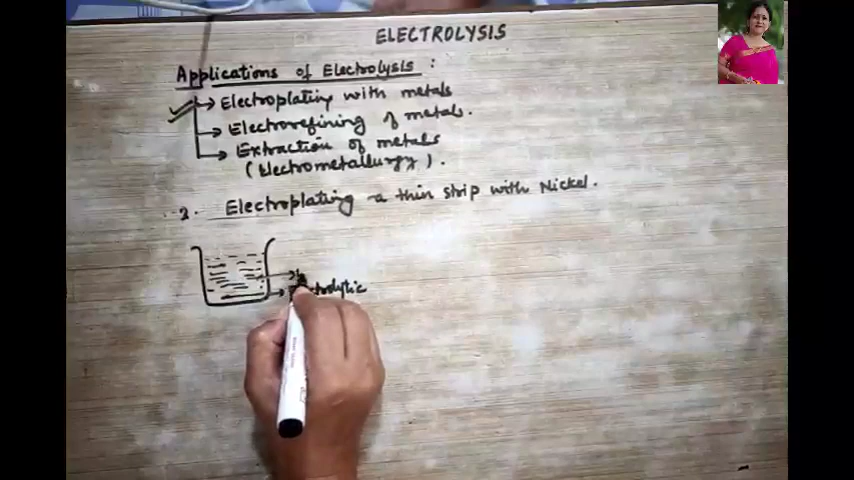 ELECTROLYSIS
Applications of Electrolysis :
→ Electroplating with metals
→ Electrorefining of metals.
→ Extraction of metals
(Electrometallurgy).
2. Electroplating a thin strip with Nickel.